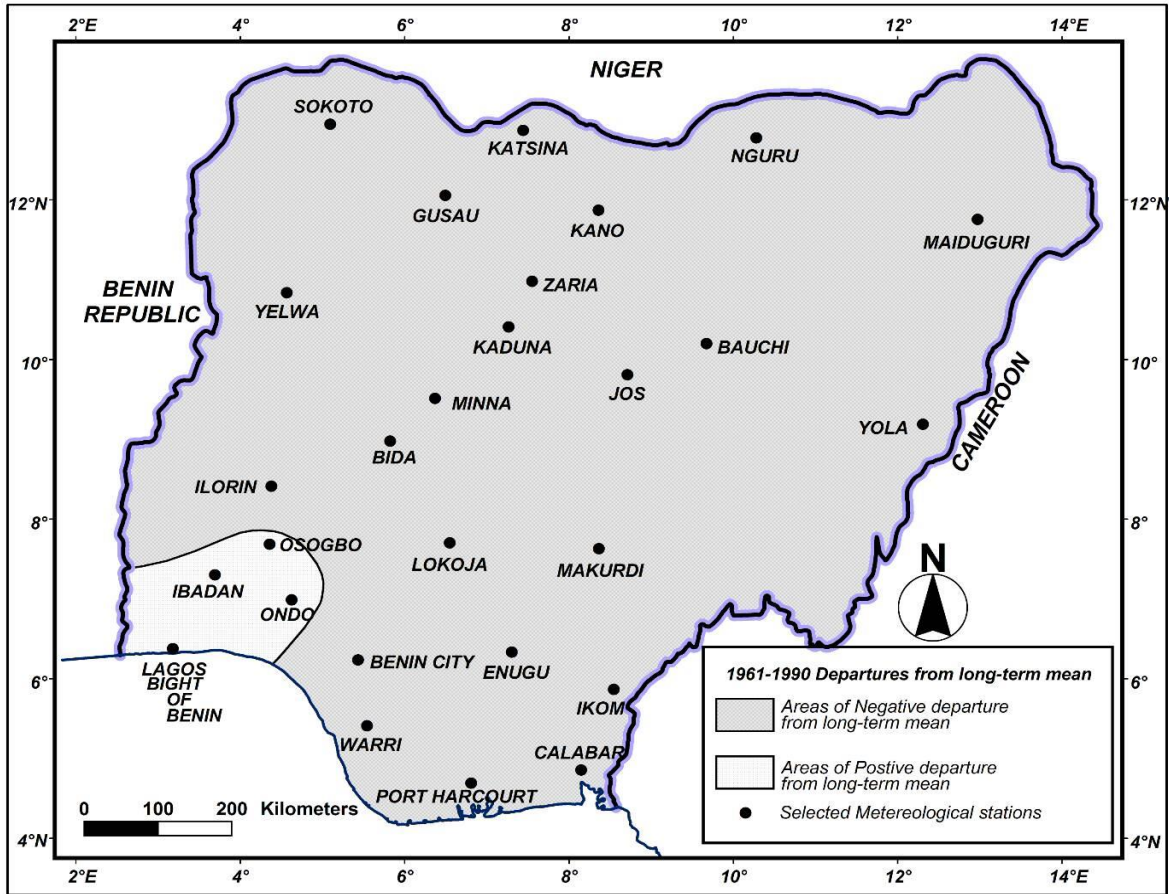 2°E 4°E 6°E 8°E 10°E 12°E 14°E
NIGER
SOKOTO
KATSINA
NGURU
12°N
12°N
GUSAU
KANO
MAIDUGURI
ZARIA
BENIN
REPUBLIC
YELWA
KADUNA
BAUCHI
10°
10°
JOS
MINNA
YOLA
CAMEROON
BIDA
ILORIN
8°
8°
OSOGBO
LOKOJA
MAKURDI
N
IBADAN
ONDO
LAGOS
BIGHT
OF
BENIN
BENIN CITY
ENUGU
6°
6°
IKOM
WARRI
CALABAR
PORT HARCOURT
1961-1990 Departures from long-term mean
Areas of Negative departure
from long-term mean
Areas of Postive departure
from long-term mean
Selected Metereological stations
0 100 200 Kilometers
4°N
4°N
2°E 4°E 6°E 8°E 10°E 12°E 14°E